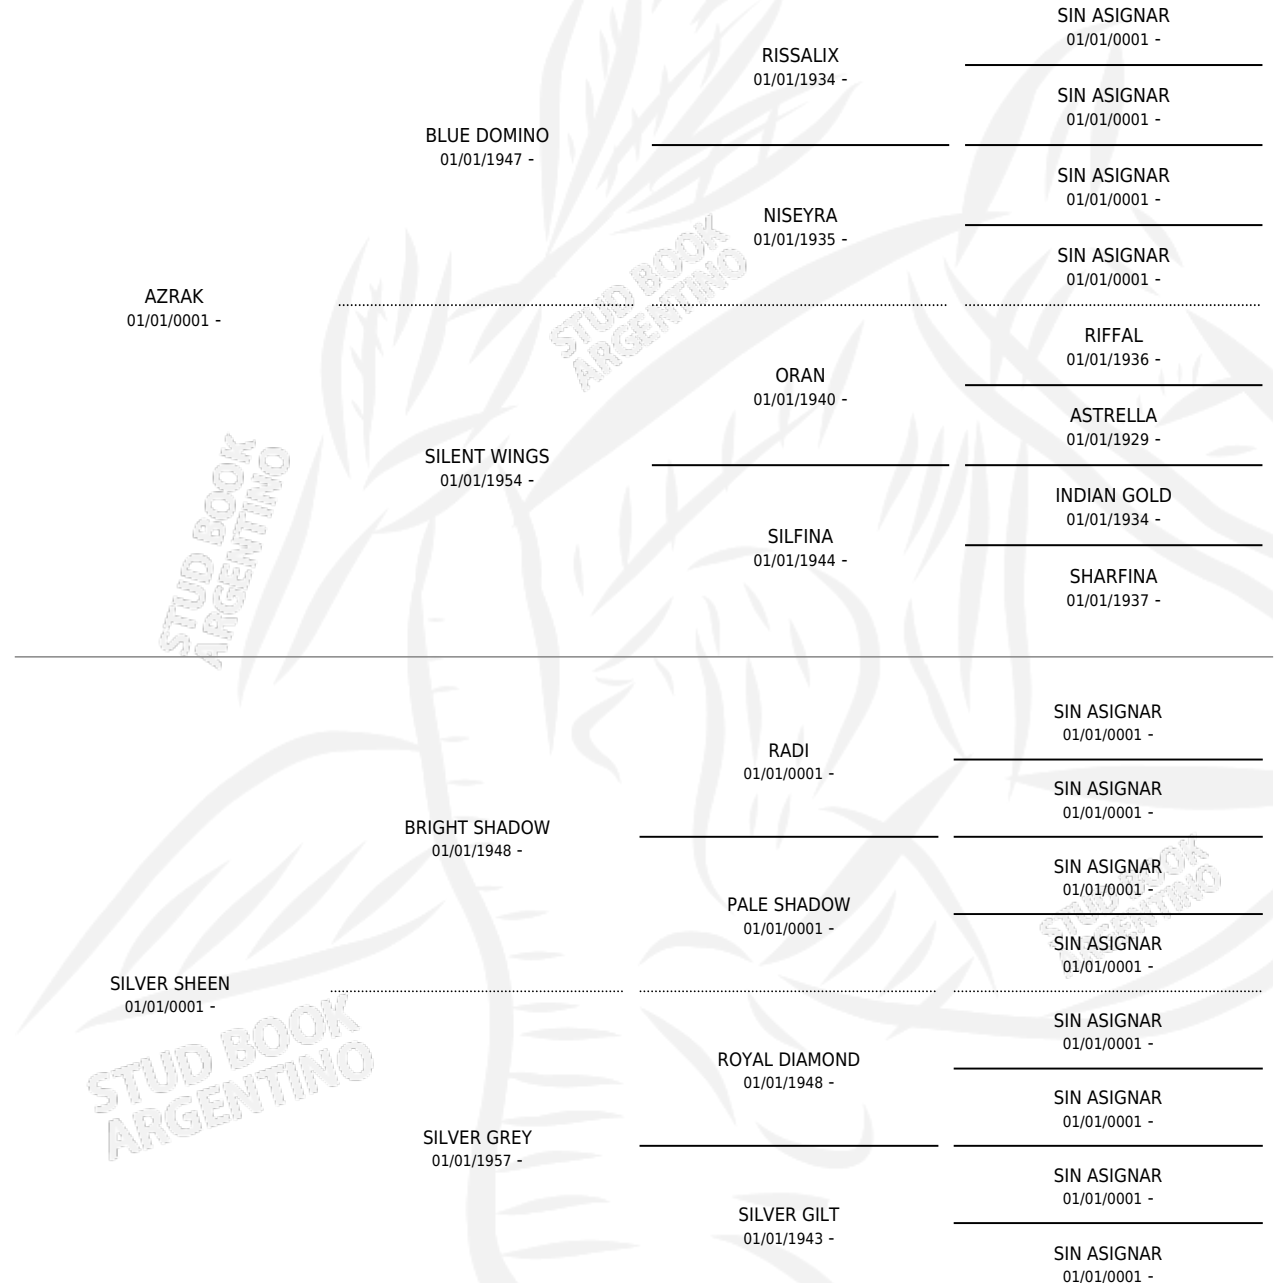 SIN ASIGNAR
01/01/0001 -
RISSALIX
01/01/1934 -
SIN ASIGNAR
01/01/0001 -
BLUE DOMINO
01/01/1947 -
SIN ASIGNAR
01/01/0001 -
NISEYRA
01/01/1935 -
SIN ASIGNAR
01/01/0001 -
AZRAK
01/01/0001 -
RIFFAL
01/01/1936 -
ORAN
01/01/1940 -
ASTRELLA
01/01/1929 -
SILENT WINGS
01/01/1954 -
INDIAN GOLD
01/01/1934 -
SILFINA
01/01/1944 -
SHARFINA
01/01/1937 -
STUD BOOK
ARGENTINO
STUD BOOK
ARGENTINO
SIN ASIGNAR
01/01/0001 -
RADI
01/01/0001 -
SIN ASIGNAR
01/01/0001 -
BRIGHT SHADOW
01/01/1948 -
SIN ASIGNAR
01/01/0001 -
PALE SHADOW
01/01/0001 -
SIN ASIGNAR
01/01/0001 -
SILVER SHEEN
01/01/0001 -
SIN ASIGNAR
01/01/0001 -
ROYAL DIAMOND
01/01/1948 -
SIN ASIGNAR
01/01/0001 -
SILVER GREY
01/01/1957 -
SIN ASIGNAR
01/01/0001 -
SILVER GILT
01/01/1943 -
SIN ASIGNAR
01/01/0001 -
STUD BOOK
ARGENTINO
STUD BOOK
ARGENTINO